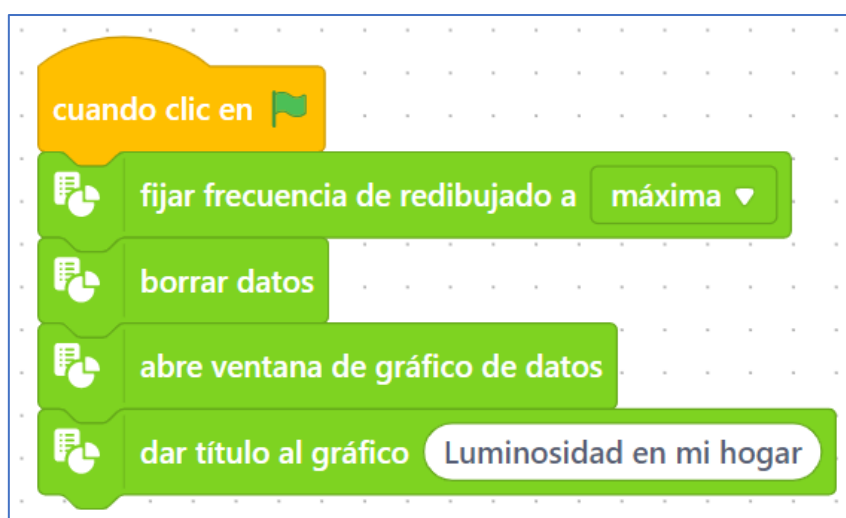 cuando clic en
fijar frecuencia de redibujado a máxima
borrar datos
abre ventana de gráfico de datos
dar título al gráfico Luminosidad en mi hogar